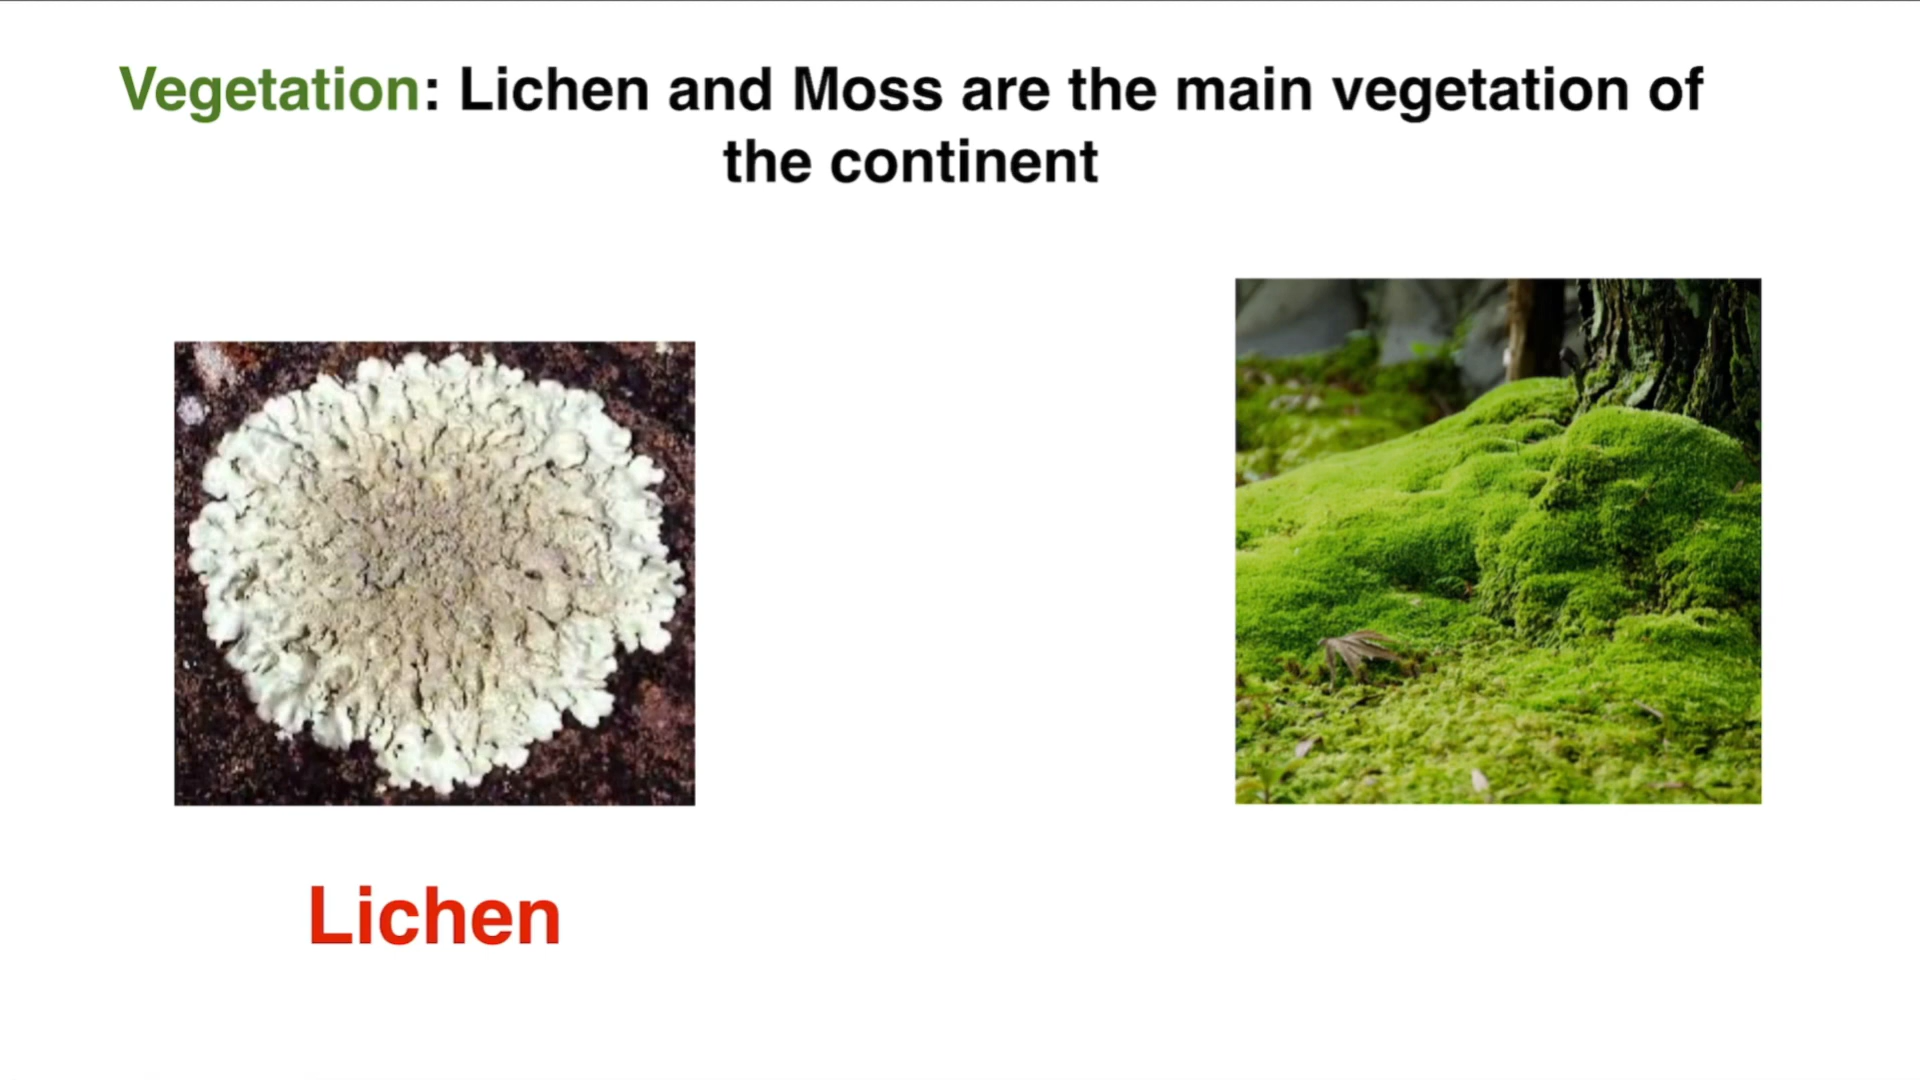 Vegetation: Lichen and Moss are the main vegetation of
the continent
Lichen